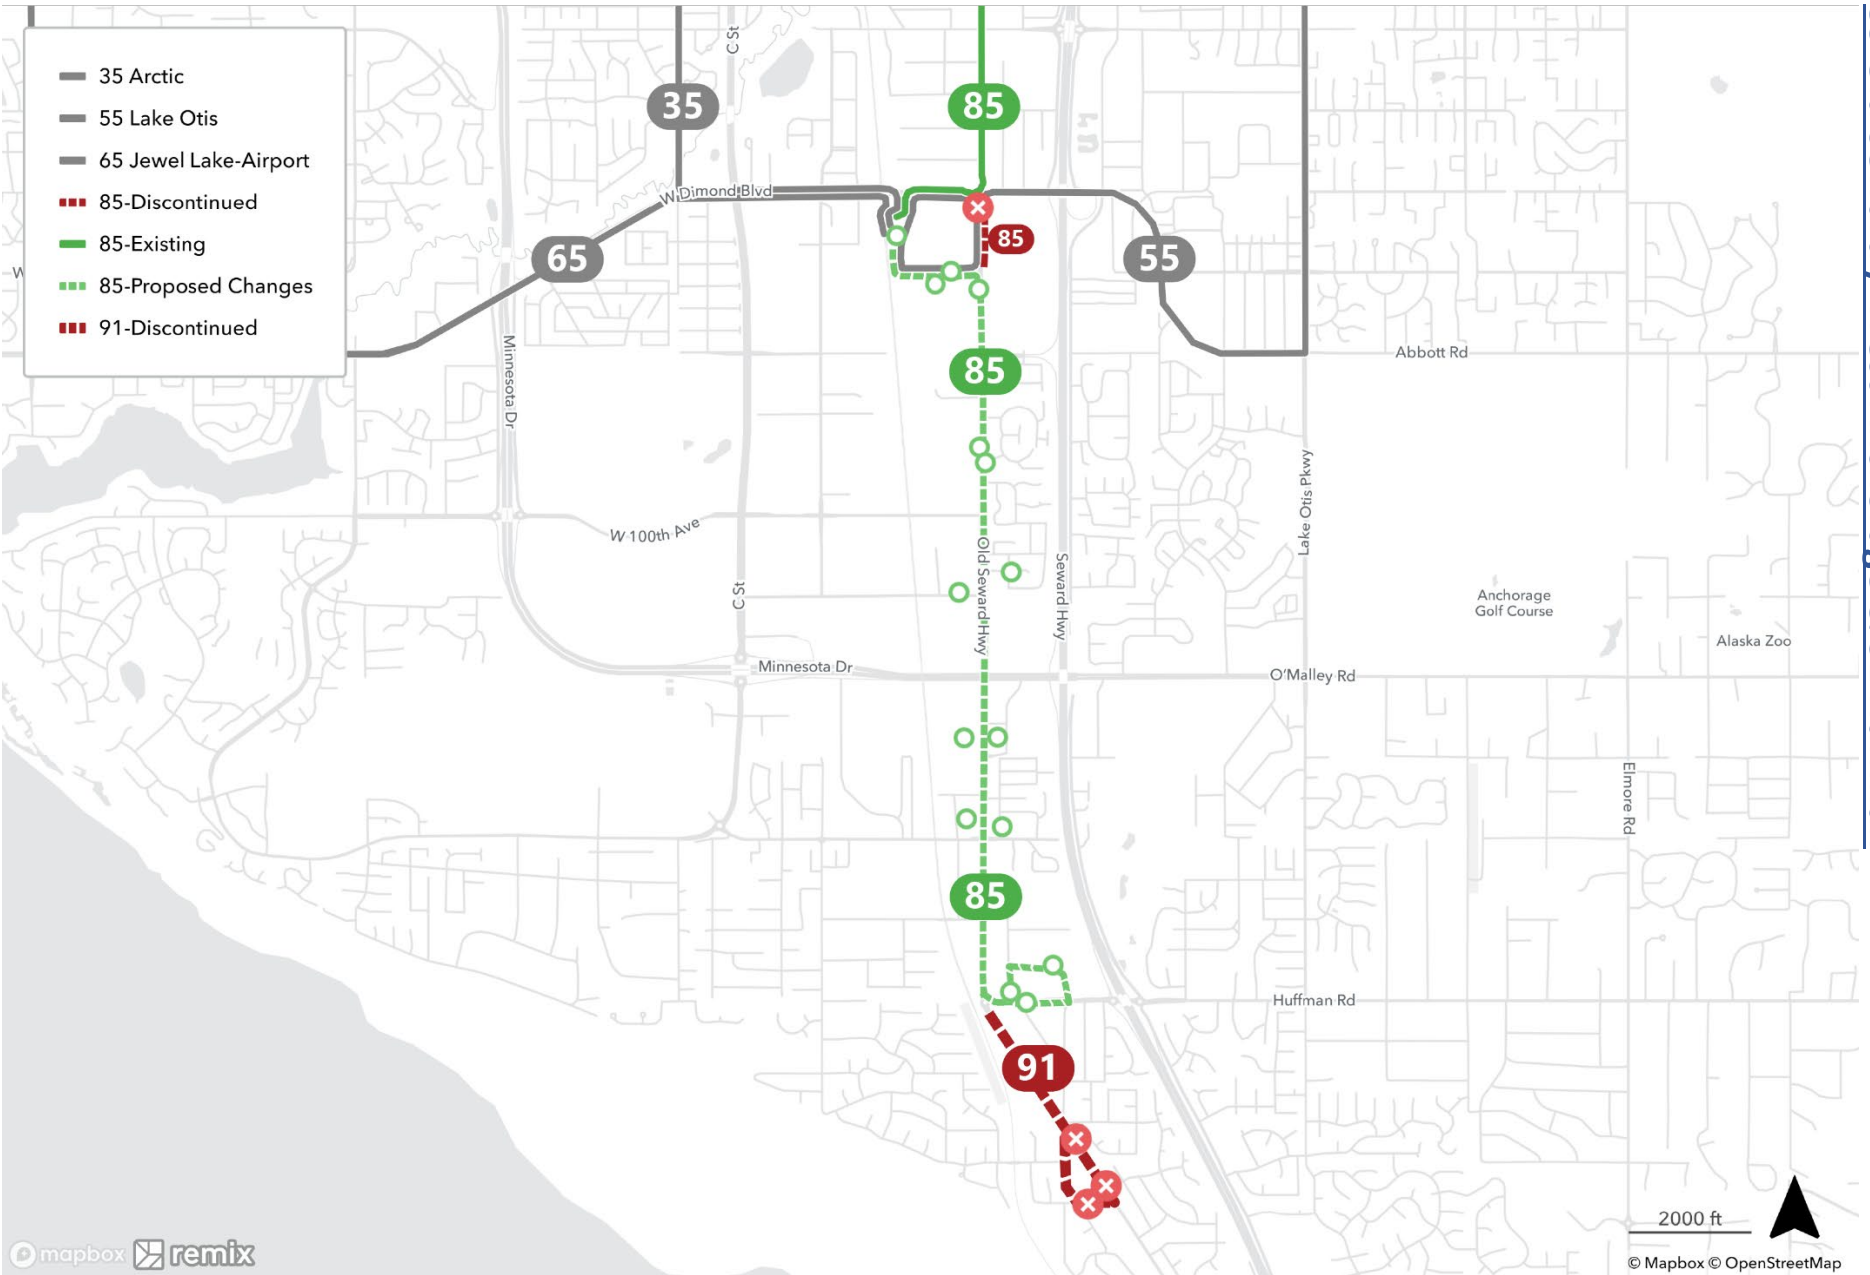 35 Arctic
55 Lake Otis
65 Jewel Lake-Airport
85-Discontinued
85-Existing
85-Proposed Changes
91-Discontinued
C St
35
85
W Dimond Blvd
85
65
55
W
Minnesota Dr
85
Abbott Rd
Lake Otis Pkwy
W 100th Ave
Old Seward Hwy
Seward Hwy
C St
Anchorage
Golf Course
Alaska Zoo
Minnesota Dr
O'Malley Rd
Elmore Rd
85
Huffman Rd
91
2000 ft
mapbox remix
© Mapbox © OpenStreetMap